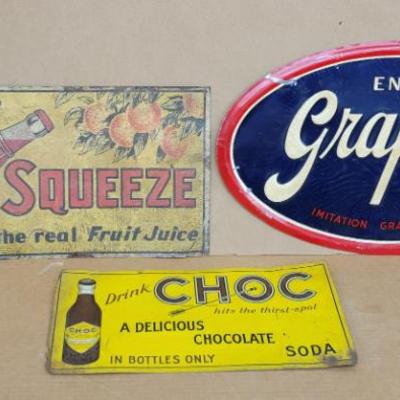 SQUEEZE
the real Fruit Juice
EN
Grap
IMITATION GRA
Drink CHOC
hits the thirst-spot
CHOC
A DELICIOUS
CHOCOLATE
IN BOTTLES ONLY SODA